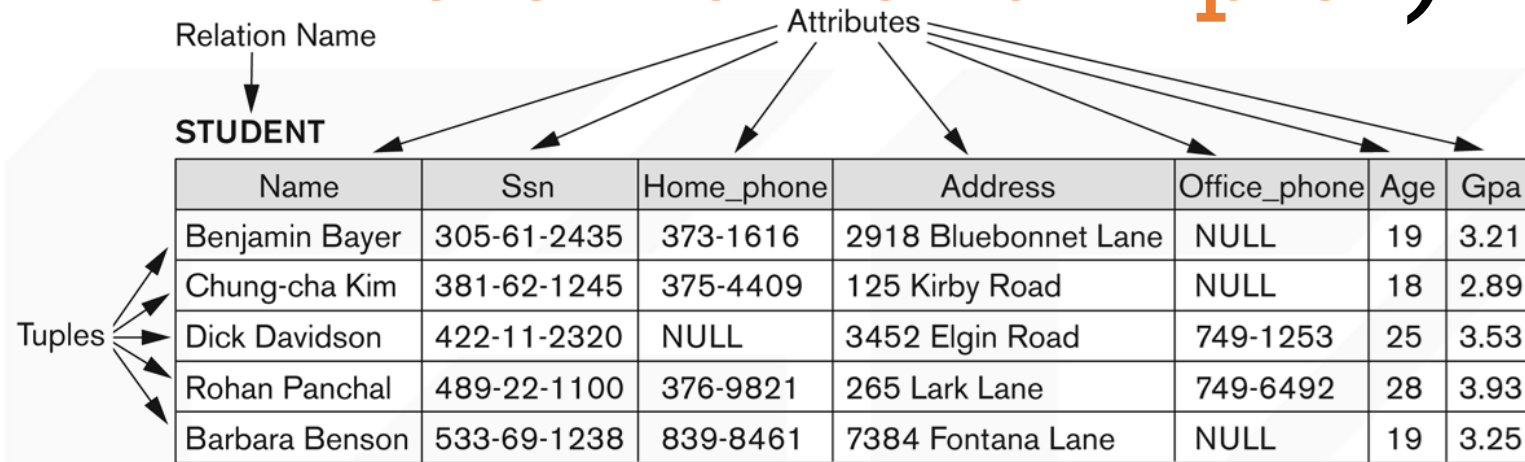 Attributes
Relation Name
STUDENT
Name Ssn Home_phone Address Office_phone Age Gpa
Benjamin Bayer 305-61-2435 373-1616 2918 Bluebonnet Lane NULL 19 3.21
Chung-cha Kim 381-62-1245 375-4409 125 Kirby Road NULL 18 2.89
Tuples Dick Davidson 422-11-2320 NULL 3452 Elgin Road 749-1253 25 3.53
Rohan Panchal 489-22-1100 376-9821 265 Lark Lane 749-6492 28 3.93
Barbara Benson 533-69-1238 839-8461 7384 Fontana Lane NULL 19 3.25